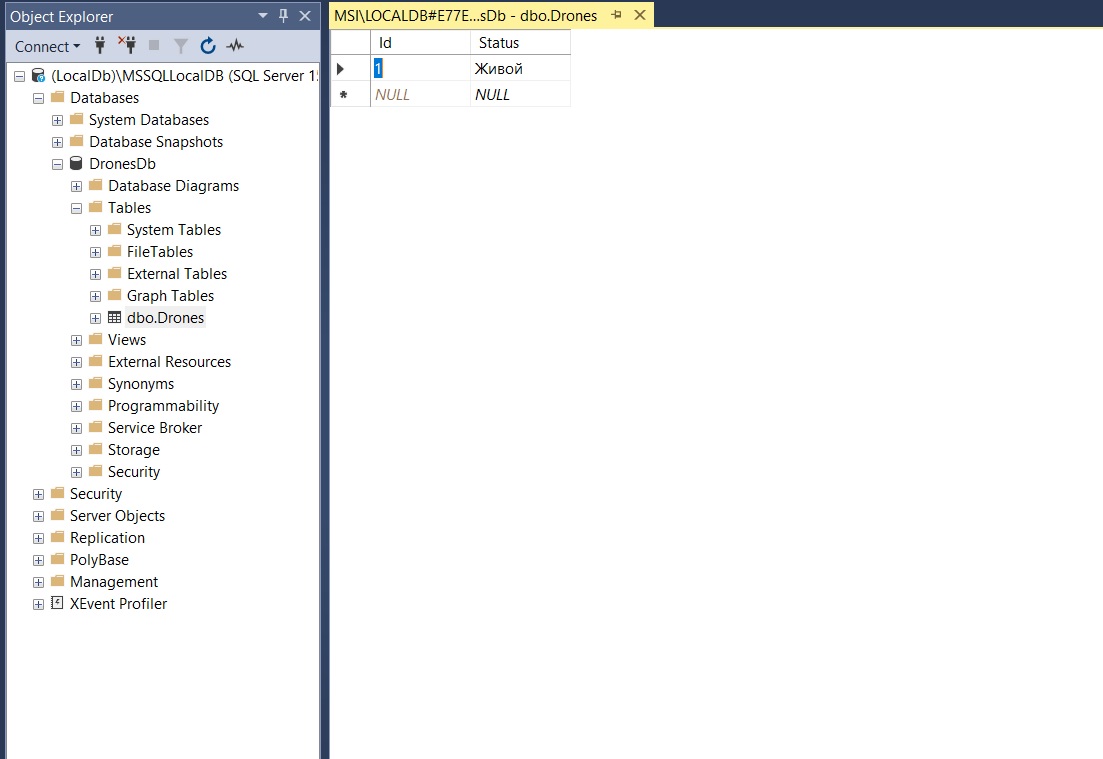 Object Explorer
Connect
(LocalDb)\MSSQLLocalDB (SQL Server 15
Databases
System Databases
Database Snapshots
DronesDb
Database Diagrams
Tables
System Tables
FileTables
External Tables
Graph Tables
dbo.Drones
Views
External Resources
Synonyms
Programmability
Service Broker
Storage
Security
Security
Server Objects
Replication
PolyBase
Management
XEvent Profiler
MSI\LOCALDB#E77E...sDb - dbo.Drones
Id Status
1 Живой
NULL NULL